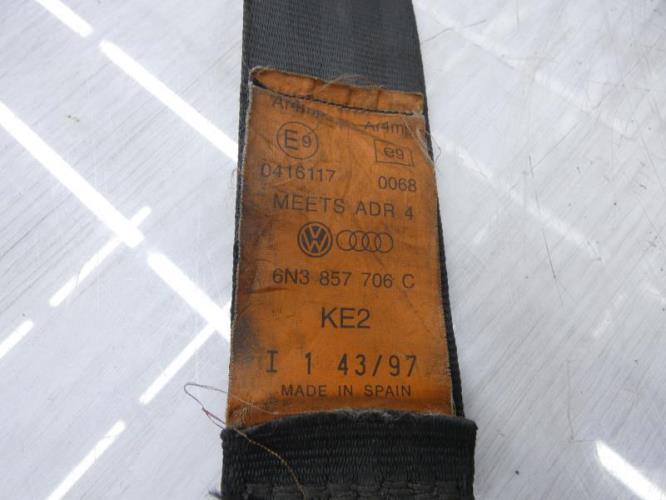 Ar4m Ar4m
E9 e9
0416117 0068
MEETS ADR 4
VW
6N3 857 706 C
KE2
I 1 43/97
MADE IN SPAIN